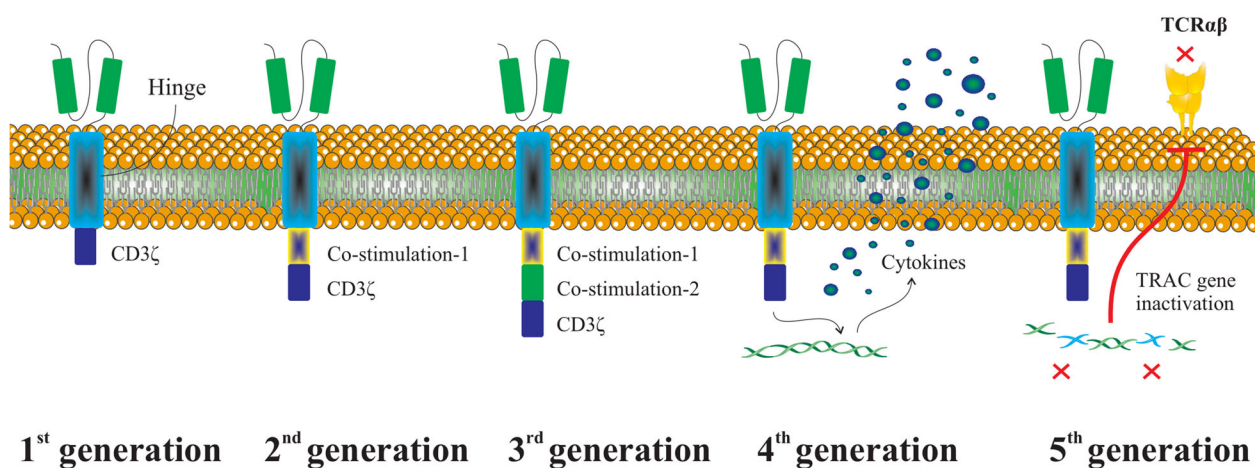 TCRαβ
Hinge
CD3ζ
Co-stimulation-1
CD3ζ
Co-stimulation-1
Co-stimulation-2
CD3ζ
Cytokines
TRAC gene
inactivation
1st generation
2nd generation
3rd generation
4th generation
5th generation